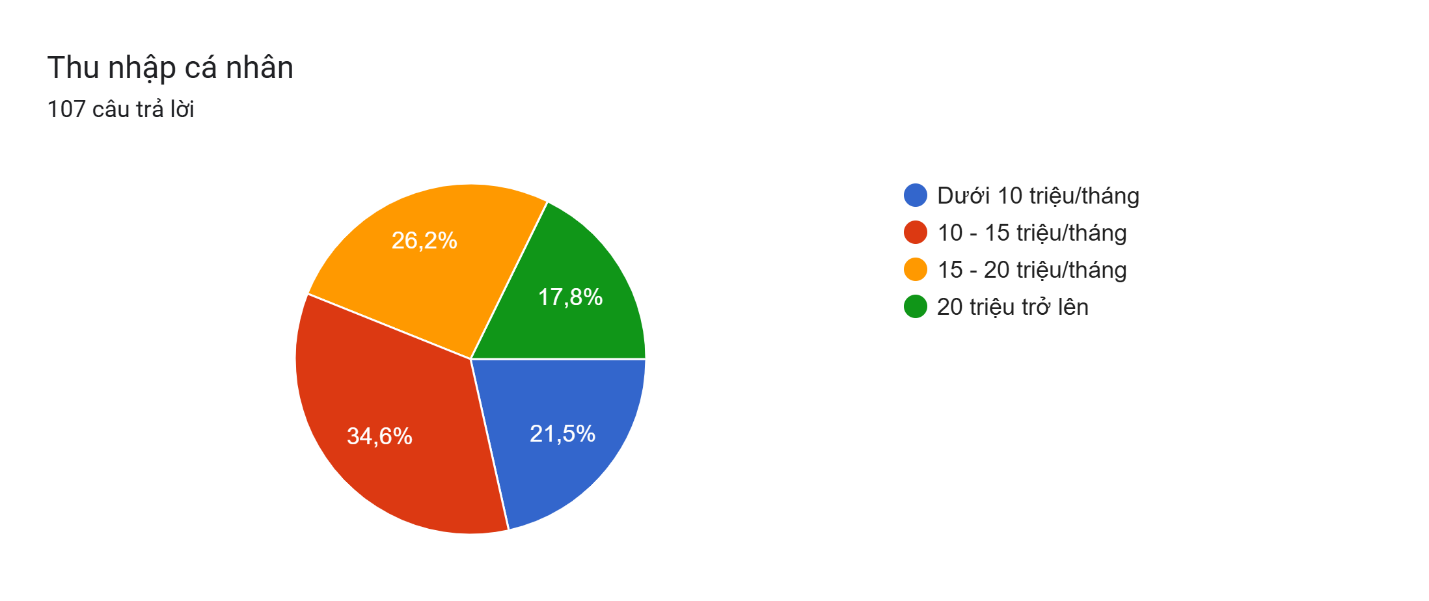 Thu nhập cá nhân
107 câu trả lời
26,2%
17,8%
34,6%
21,5%
Dưới 10 triệu/tháng
10 - 15 triệu/tháng
15 - 20 triệu/tháng
20 triệu trở lên